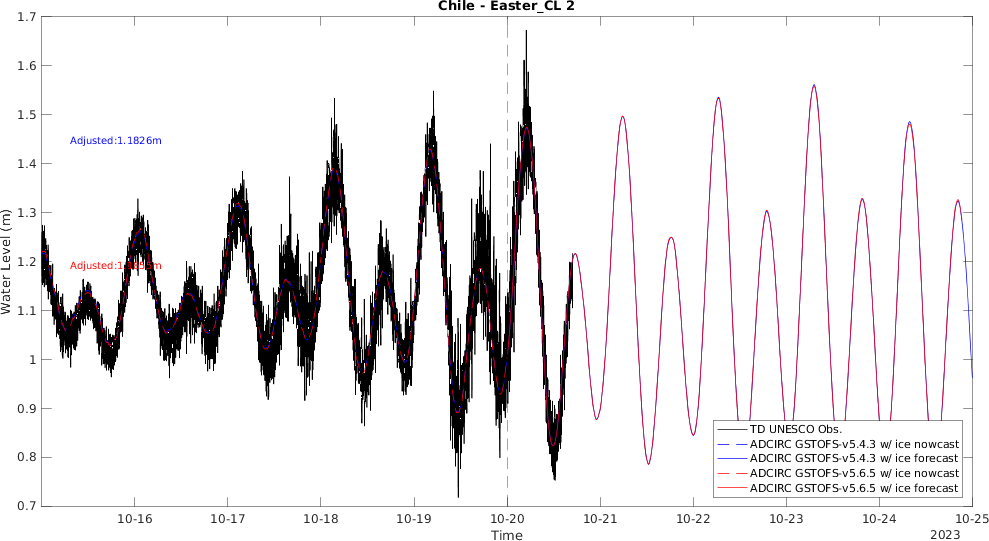 Chile - Easter_CL 2
1.7
1.6
1.5
1.4
1.3
1.2
1.1
1
0.9
0.8
0.7
Water Level (m)
Adjusted:1.1826m
TD UNESCO Obs.
ADCIRC GSTOFS-v5.4.3 w/ ice nowcast
ADCIRC GSTOFS-v5.4.3 w/ ice forecast
ADCIRC GSTOFS-v5.6.5 w/ ice nowcast
ADCIRC GSTOFS-v5.6.5 w/ ice forecast
10-16 10-17 10-18 10-19 10-20 10-21 10-22 10-23 10-24 10-25
Time
2023